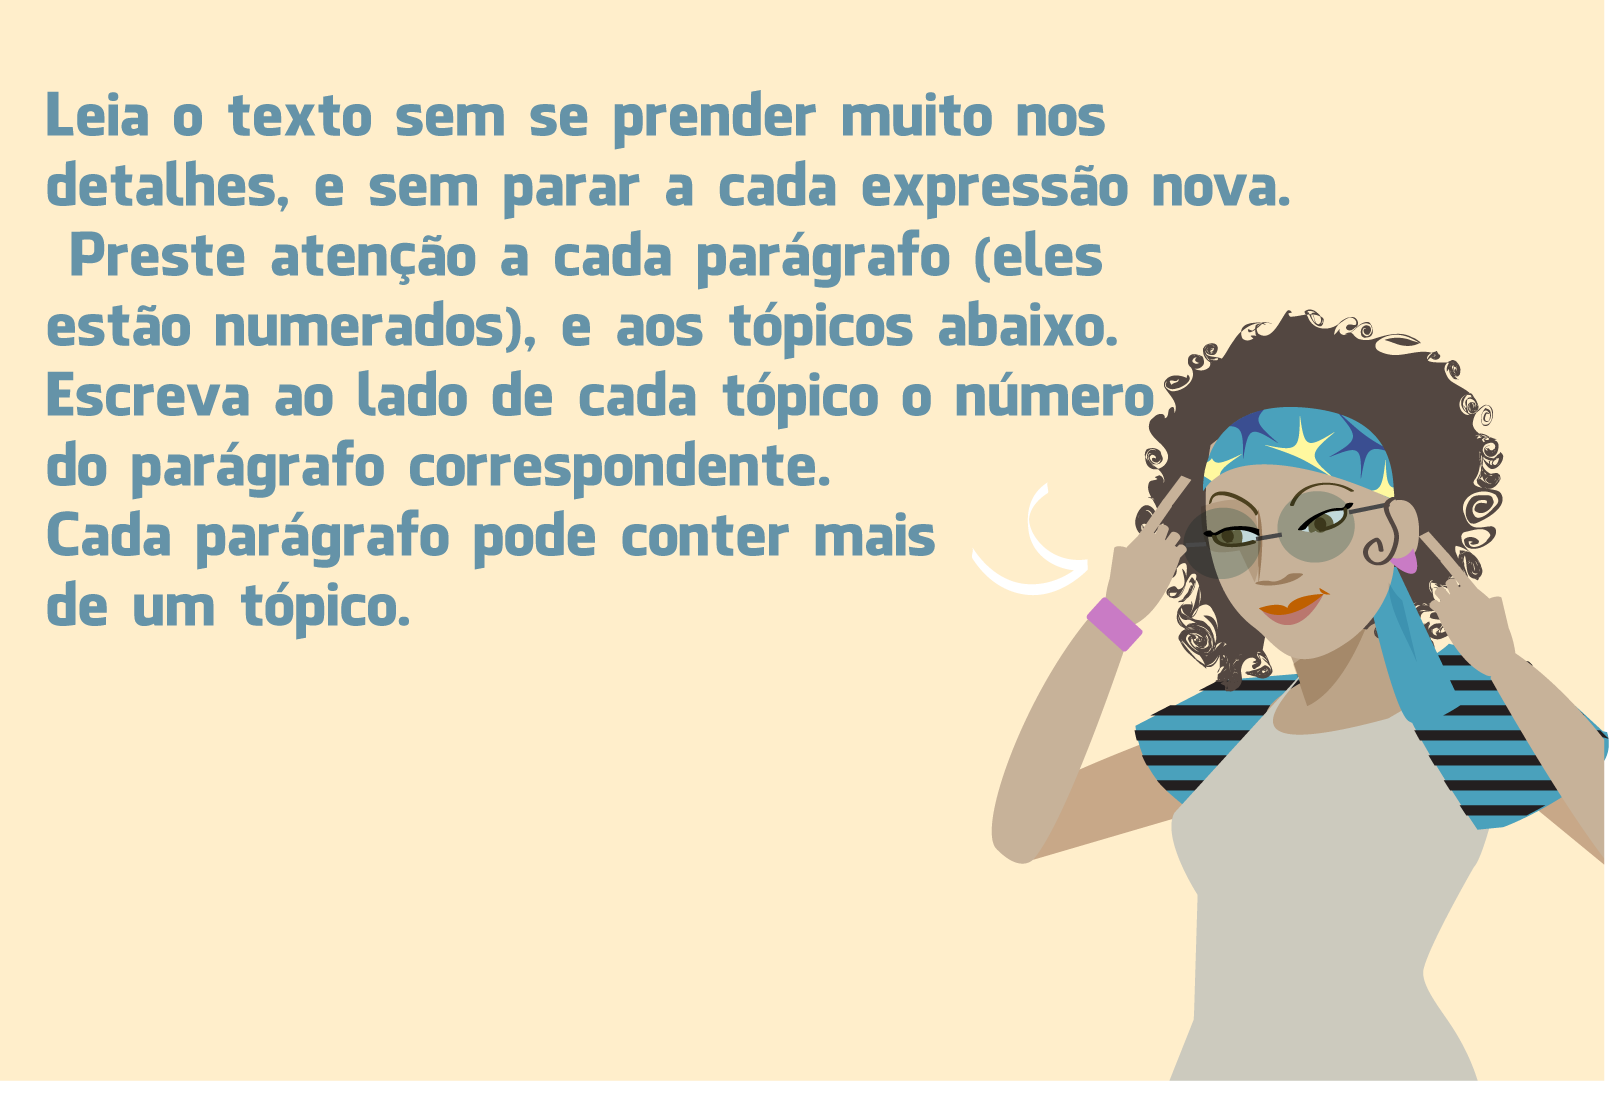 Leia o texto sem se prender muito nos
detalhes, e sem parar a cada expressão nova.
Preste atenção a cada parágrafo (eles
estão numerados), e aos tópicos abaixo.
Escreva ao lado de cada tópico o número
do parágrafo correspondente.
Cada parágrafo pode conter mais
de um tópico.